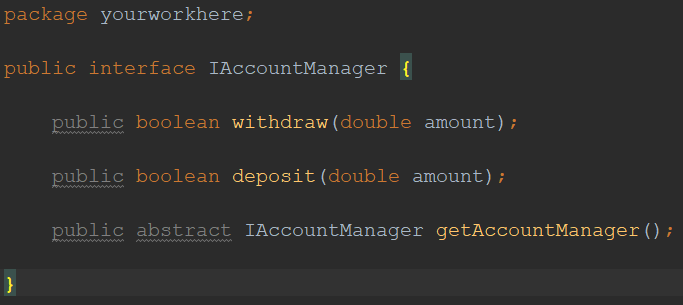 package yourworkhere;
public interface IAccountManager {
public boolean withdraw(double amount);
public boolean deposit(double amount);
public abstract IAccountManager getAccountManager();
}